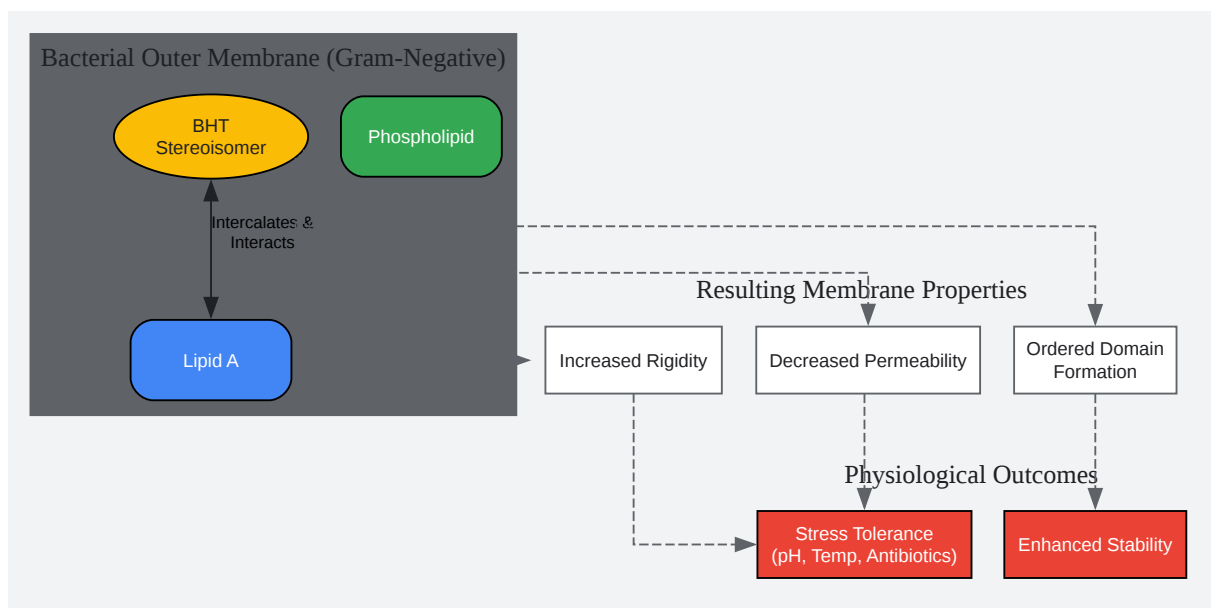 Bacterial Outer Membrane (Gram-Negative)
BHT
Stereoisomer
Phospholipid
Intercalates &
Interacts
Lipid A
Resulting Membrane Properties
Increased Rigidity
Decreased Permeability
Ordered Domain
Formation
Physiological Outcomes
Stress Tolerance
(pH, Temp, Antibiotics)
Enhanced Stability